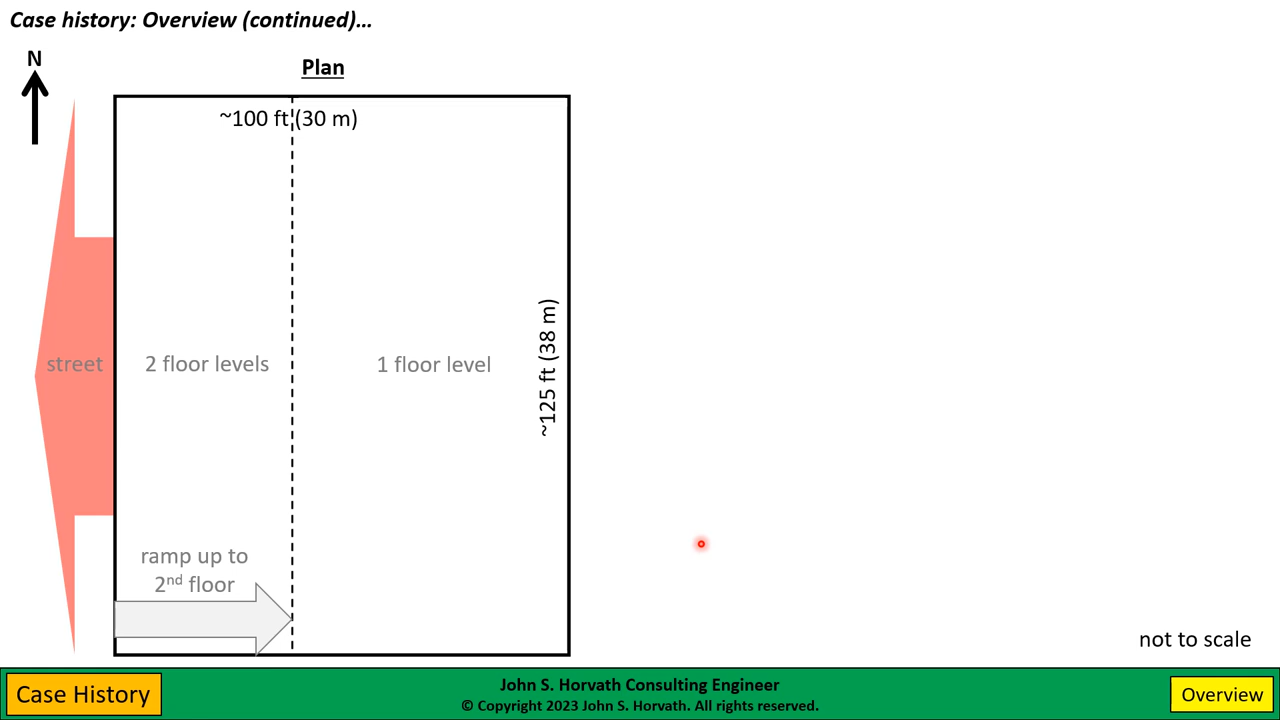 Case history: Overview (continued)…
N
Plan
~100 ft (30 m)
street
2 floor levels
1 floor level
~125 ft (38 m)
ramp up to
2nd floor
not to scale
Case History
John S. Horvath Consulting Engineer
© Copyright 2023 John S. Horvath. All rights reserved.
Overview